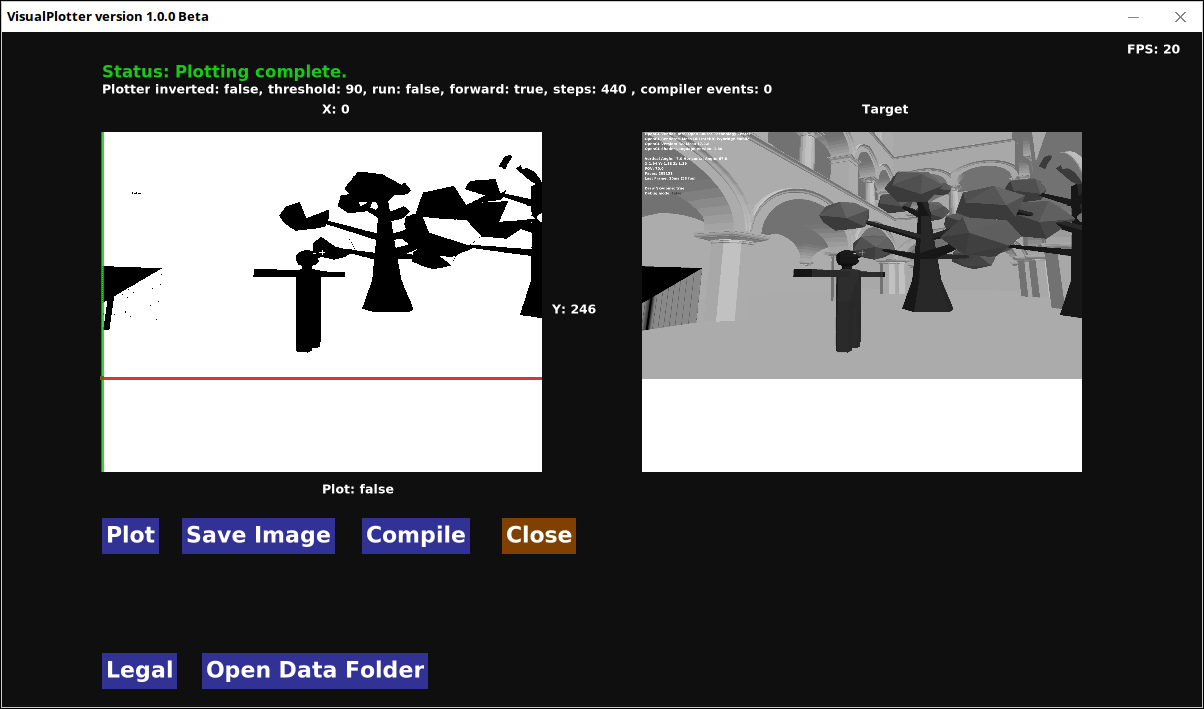 VisualPlotter version 1.0.0 Beta
FPS: 20
Status: Plotting complete.
Plotter inverted: false, threshold: 90, run: false, forward: true, steps: 440 , compiler events: 0
X: 0
Target
Y: 246
Plot: false
Plot
Save Image
Compile
Close
Legal
Open Data Folder